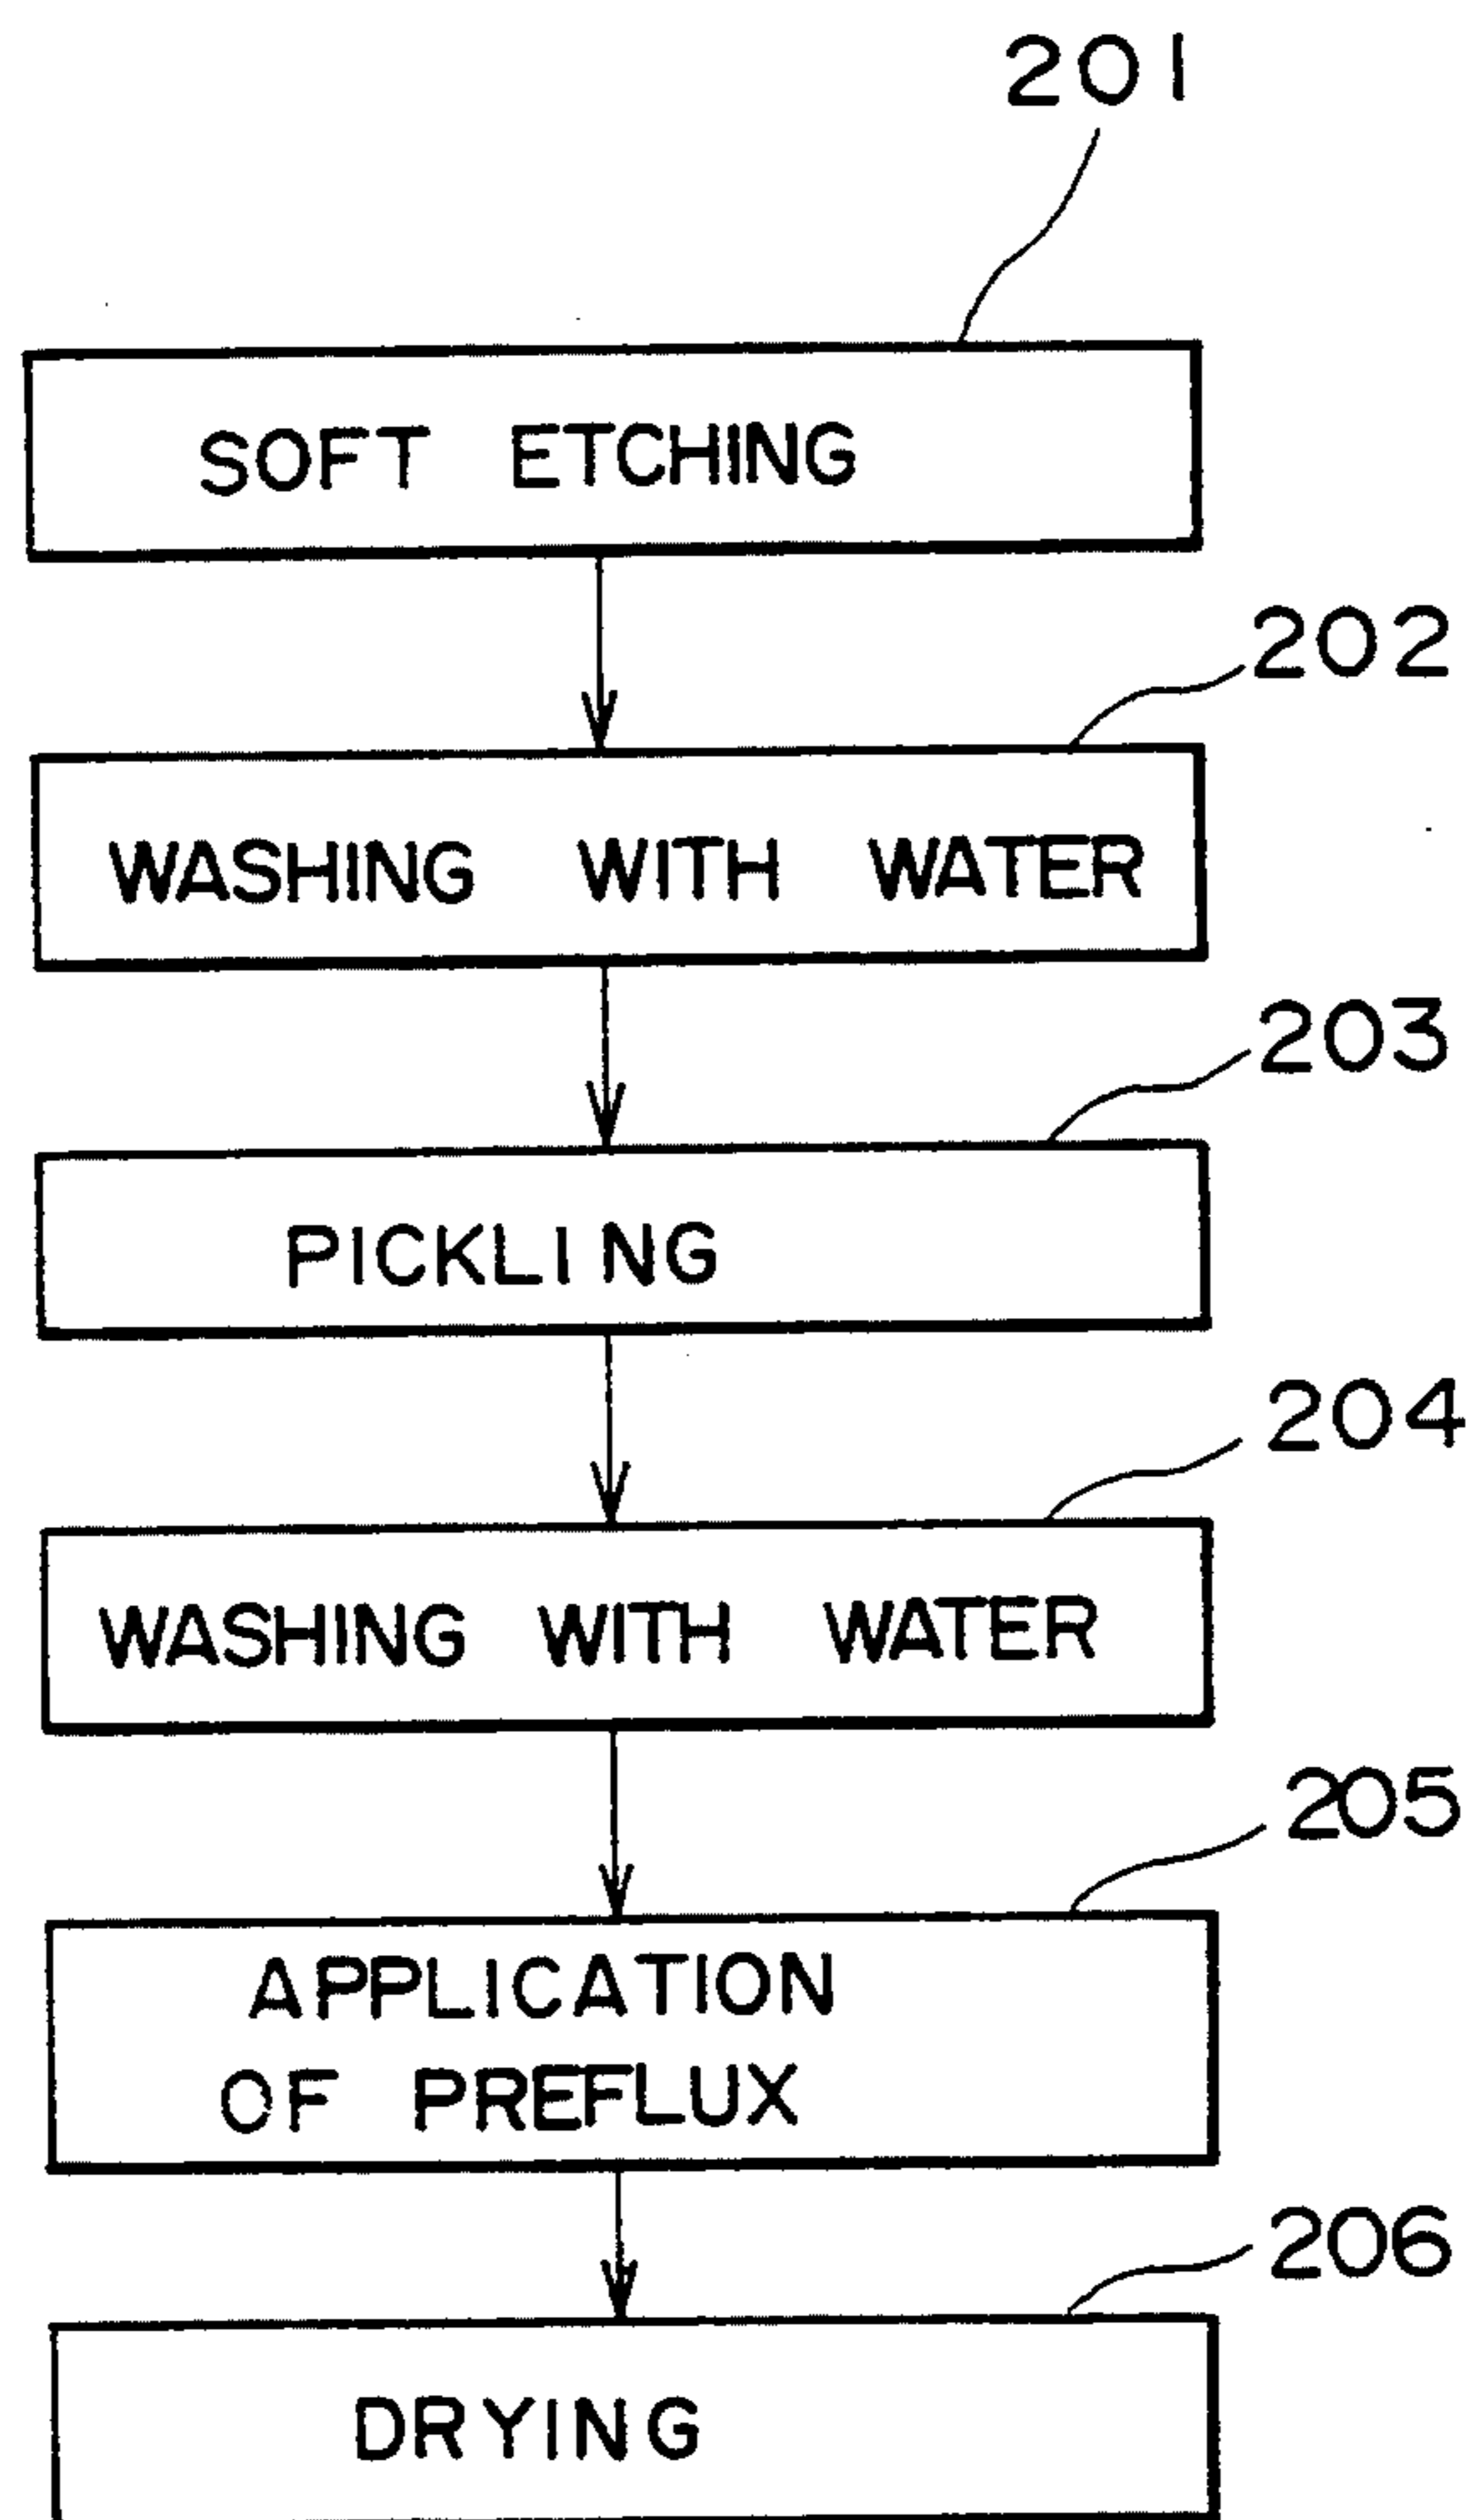 201
SOFT ETCHING
202
WASHING WITH WATER
203
PICKLING
204
WASHING WITH WATER
205
APPLICATION
OF PREFLUX
206
DRYING